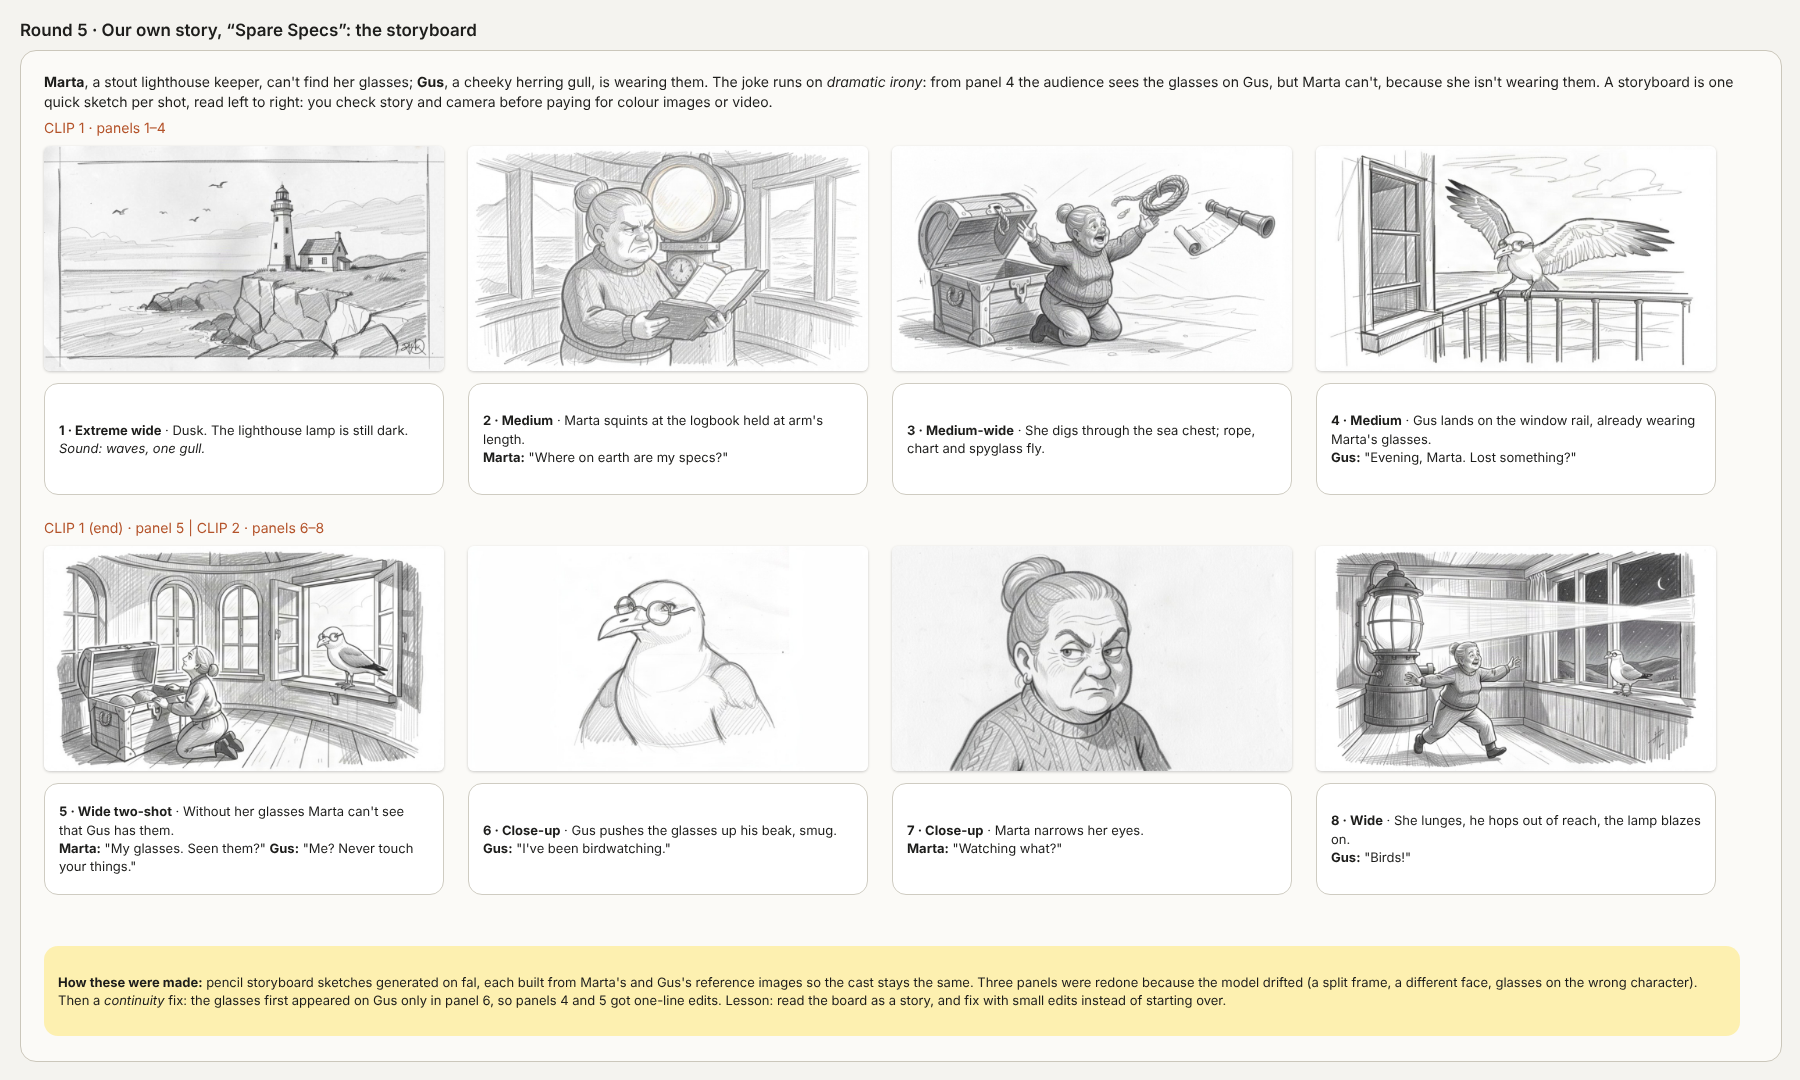 Round 5 · Our own story, “Spare Specs”: the storyboard
Marta, a stout lighthouse keeper, can't find her glasses; Gus, a cheeky herring gull, is wearing them. The joke runs on dramatic irony: from panel 4 the audience sees the glasses on Gus, but Marta can't, because she isn't wearing them. A storyboard is one
quick sketch per shot, read left to right: you check story and camera before paying for colour images or video.
CLIP 1 · panels 1–4
1 · Extreme wide · Dusk. The lighthouse lamp is still dark.
Sound: waves, one gull.
2 · Medium · Marta squints at the logbook held at arm's
length.
Marta: "Where on earth are my specs?"
3 · Medium-wide · She digs through the sea chest; rope,
chart and spyglass fly.
4 · Medium · Gus lands on the window rail, already wearing
Marta's glasses.
Gus: "Evening, Marta. Lost something?"
CLIP 1 (end) · panel 5 | CLIP 2 · panels 6–8
5 · Wide two-shot · Without her glasses Marta can't see
that Gus has them.
Marta: "My glasses. Seen them?" Gus: "Me? Never touch
your things."
6 · Close-up · Gus pushes the glasses up his beak, smug.
Gus: "I've been birdwatching."
7 · Close-up · Marta narrows her eyes.
Marta: "Watching what?"
8 · Wide · She lunges, he hops out of reach, the lamp blazes
on.
Gus: "Birds!"
How these were made: pencil storyboard sketches generated on fal, each built from Marta's and Gus's reference images so the cast stays the same. Three panels were redone because the model drifted (a split frame, a different face, glasses on the wrong character).
Then a continuity fix: the glasses first appeared on Gus only in panel 6, so panels 4 and 5 got one-line edits. Lesson: read the board as a story, and fix with small edits instead of starting over.